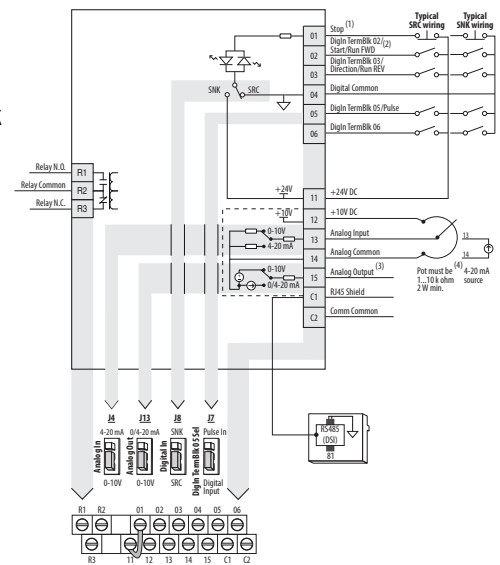 Typical
SRC wiring
Typical
SNK wiring
01 Stop (1)
DigIn TermBlk 02/(2)
02 Start/Run FWD
DigIn TermBlk 03/
03 Direction/Run REV
SNK SRC
04 Digital Common
05 DigIn TermBlk 05/Pulse
06 DigIn TermBlk 06
Relay N.O. R1
Relay Common R2
Relay N.C. R3
+24V 11 +24V DC
+10V 12 +10V DC
0-10V
4-20 mA
13 Analog Input
14 Analog Common
0-10V
0/4-20 mA
15 Analog Output (3)
C1 RJ45 Shield
C2 Comm Common
13
14
Pot must be (4)
1...10 k ohm
2 W min.
4-20 mA
source
RS485
(DSI)
81
J4 J13 J8 J7
4-20 mA 0/4-20 mA SNK Pulse In
Analog In
Analog Out
Digital In
DigIn TermBlk 05 Sel
0-10V 0-10V SRC Digital
Input
R1 R2 01 02 03 04 05 06
R3 11 12 13 14 15 C1 C2